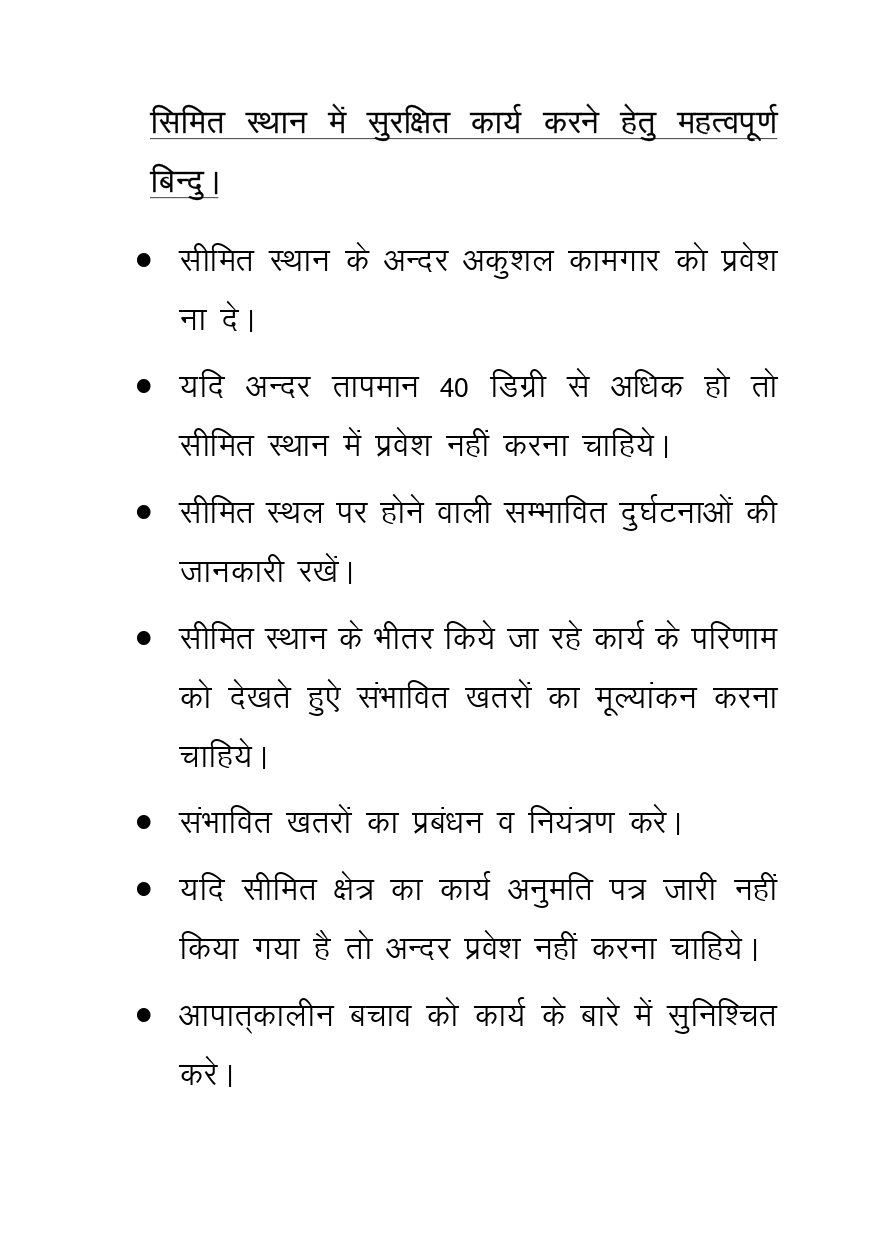 सिमित स्थान में सुरक्षित कार्य करने हेतु महत्वपूर्ण
बिन्दु।
• सीमित स्थान के अन्दर अकुशल कामगार को प्रवेश
ना दे।
• यदि अन्दर तापमान 40 डिग्री से अधिक हो तो
सीमित स्थान में प्रवेश नहीं करना चाहिये।
• सीमित स्थल पर होने वाली सम्भावित दुर्घटनाओं की
जानकारी रखें।
• सीमित स्थान के भीतर किये जा रहे कार्य के परिणाम
को देखते हुऐ संभावित खतरों का मूल्यांकन करना
चाहिये।
• संभावित खतरों का प्रबंधन व नियंत्रण करे।
• यदि सीमित क्षेत्र का कार्य अनुमति पत्र जारी नहीं
किया गया है तो अन्दर प्रवेश नहीं करना चाहिये।
• आपात्कालीन बचाव को कार्य के बारे में सुनिश्चित
करे।